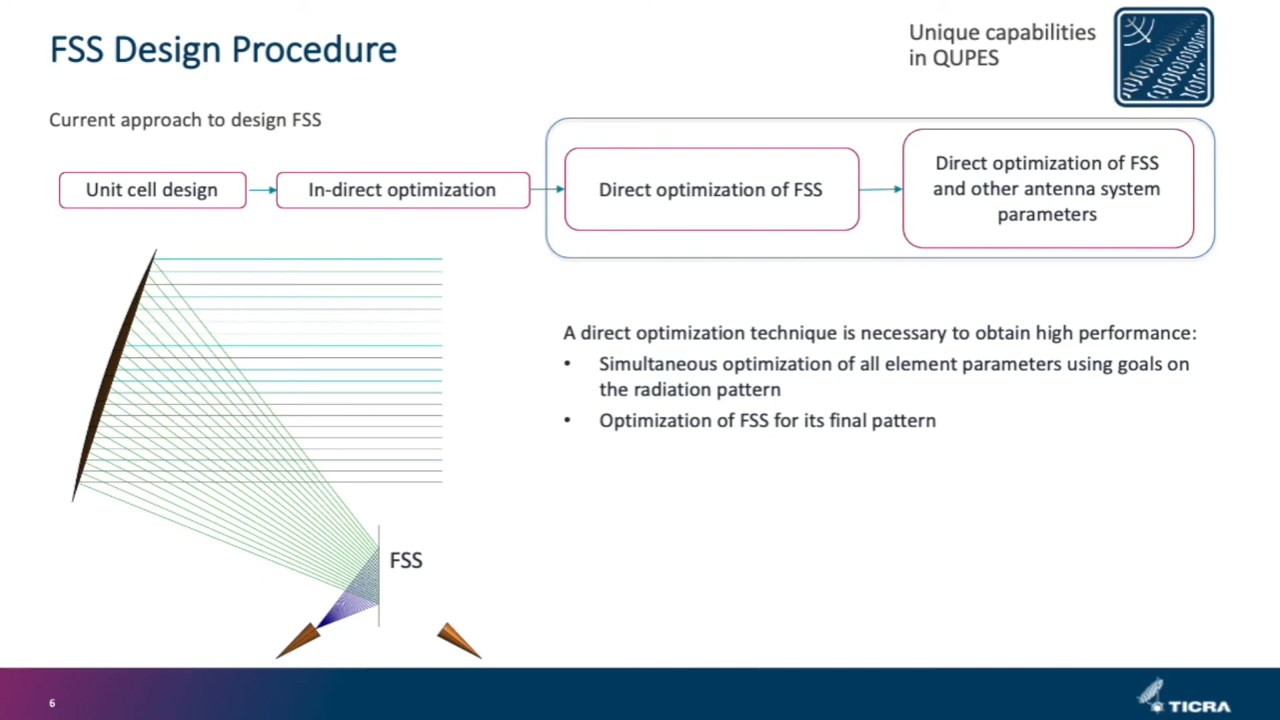 FSS Design Procedure
Unique capabilities
in QUPES
Current approach to design FSS
Unit cell design
In-direct optimization
Direct optimization of FSS
Direct optimization of FSS
and other antenna system
parameters
A direct optimization technique is necessary to obtain high performance:
• Simultaneous optimization of all element parameters using goals on
the radiation pattern
• Optimization of FSS for its final pattern
FSS
6
TICRA